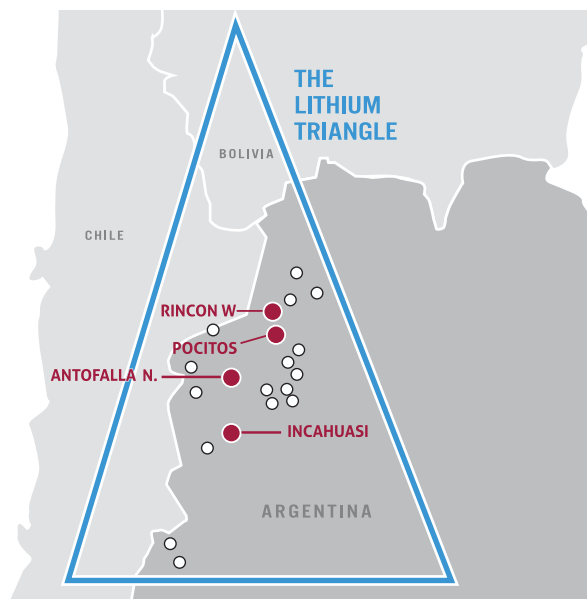 THE
LITHIUM
TRIANGLE
BOLIVIA
CHILE
RINCON W
POCITOS
ANTOFALLA N.
INCAHUASI
ARGENTINA